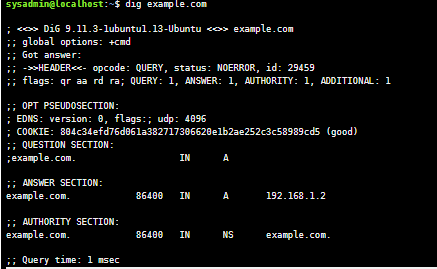 sysadmin@localhost:~$ dig example.com
; <<>> DiG 9.11.3-1ubuntu1.13-Ubuntu <<>> example.com
;; global options: +cmd
;; Got answer:
;; ->>HEADER<<- opcode: QUERY, status: NOERROR, id: 29459
;; flags: qr aa rd ra; QUERY: 1, ANSWER: 1, AUTHORITY: 1, ADDITIONAL: 1
;; OPT PSEUDOSECTION:
; EDNS: version: 0, flags:; udp: 4096
; COOKIE: 804c34efd76d061a382717306620e1b2ae252c3c58989cd5 (good)
;; QUESTION SECTION:
;example.com. IN A
;; ANSWER SECTION:
example.com. 86400 IN A 192.168.1.2
;; AUTHORITY SECTION:
example.com. 86400 IN NS example.com.
;; Query time: 1 msec